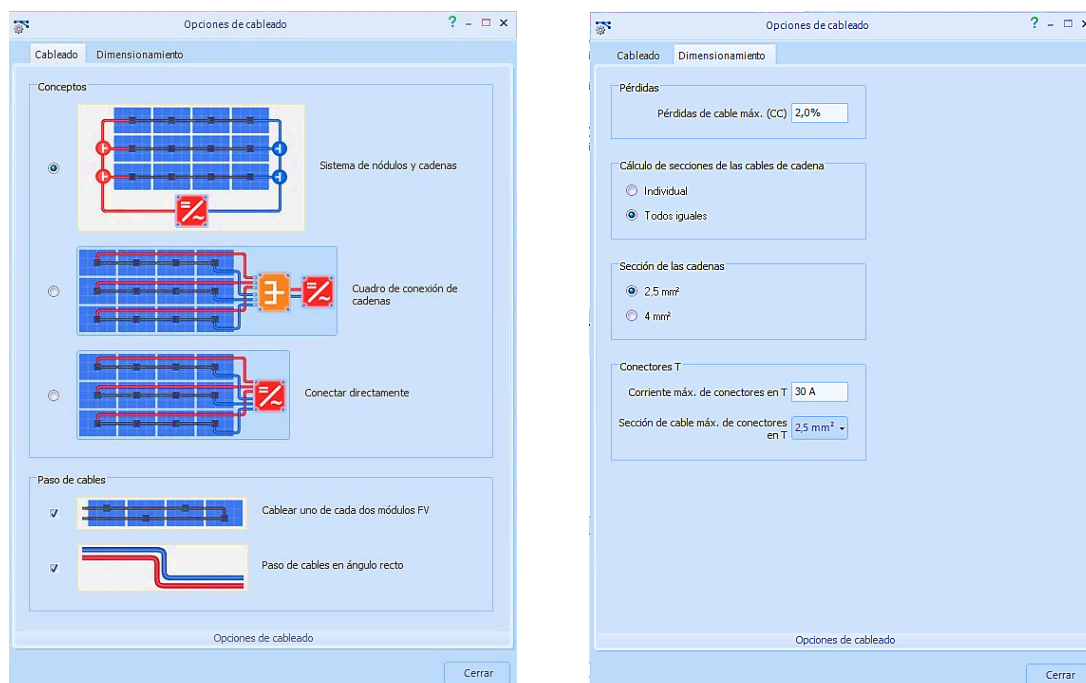 Opciones de cableado
Cableado Dimensionamiento
Conceptos
Sistema de nódulos y cadenas
Cuadro de conexión de
cadenas
Conectar directamente
Paso de cables
Cablear uno de cada dos módulos FV
Paso de cables en ángulo recto
Opciones de cableado
Cerrar
Opciones de cableado
Cableado Dimensionamiento
Pérdidas
Pérdidas de cable máx. (CC) 2,0%
Cálculo de secciones de las cables de cadena
Individual
Todos iguales
Sección de las cadenas
2,5 mm²
4 mm²
Conectores T
Corriente máx. de conectores en T 30 A
Sección de cable máx. de conectores
en T 2,5 mm²
Opciones de cableado
Cerrar